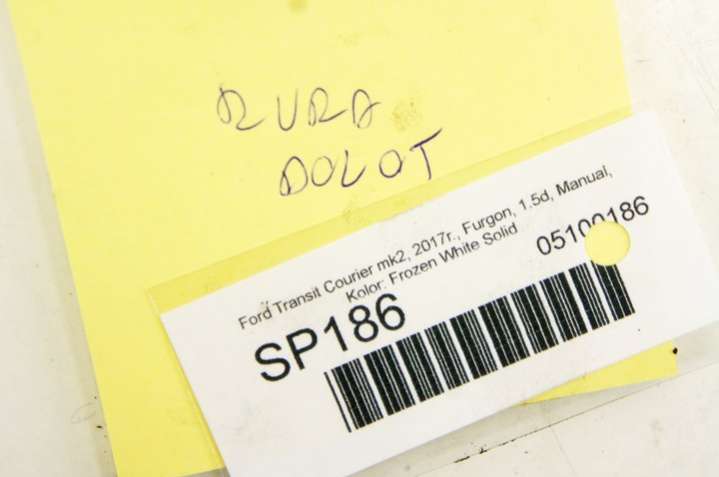 RURA
DOLOT
Ford Transit Courier mk2, 2017r., Furgon, 1.5d, Manual,
Kolor: Frozen White Solid
05100186
SP186